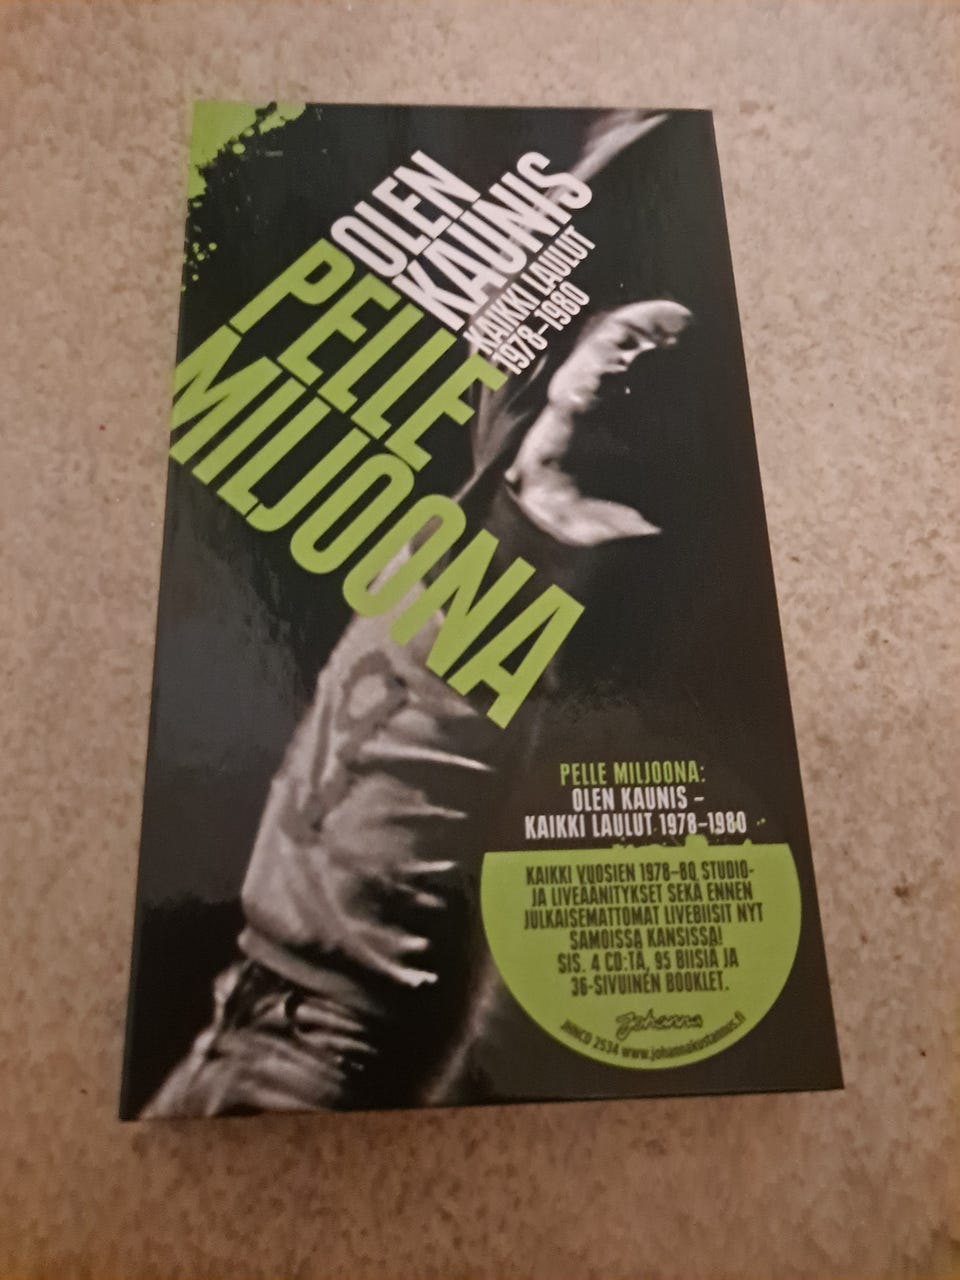 OLEN
KAUNIS
KAIKKI LAULUT
1978–1980
PELLE
MILJOONA
PELLE MILJOONA:
OLEN KAUNIS –
KAIKKI LAULUT 1978–1980
KAIKKI VUOSIEN 1978–80 STUDIO-
JA LIVEÄÄNITYKSET SEKÄ ENNEN
JULKAISEMATTOMAT LIVEBIISIT NYT
SAMOISSA KANSISSA!
SIS. 4 CD:TÄ, 95 BIISIÄ JA
36-SIVUINEN BOOKLET.
Johanna
JHNCD 2534 www.johannakustannus.fi